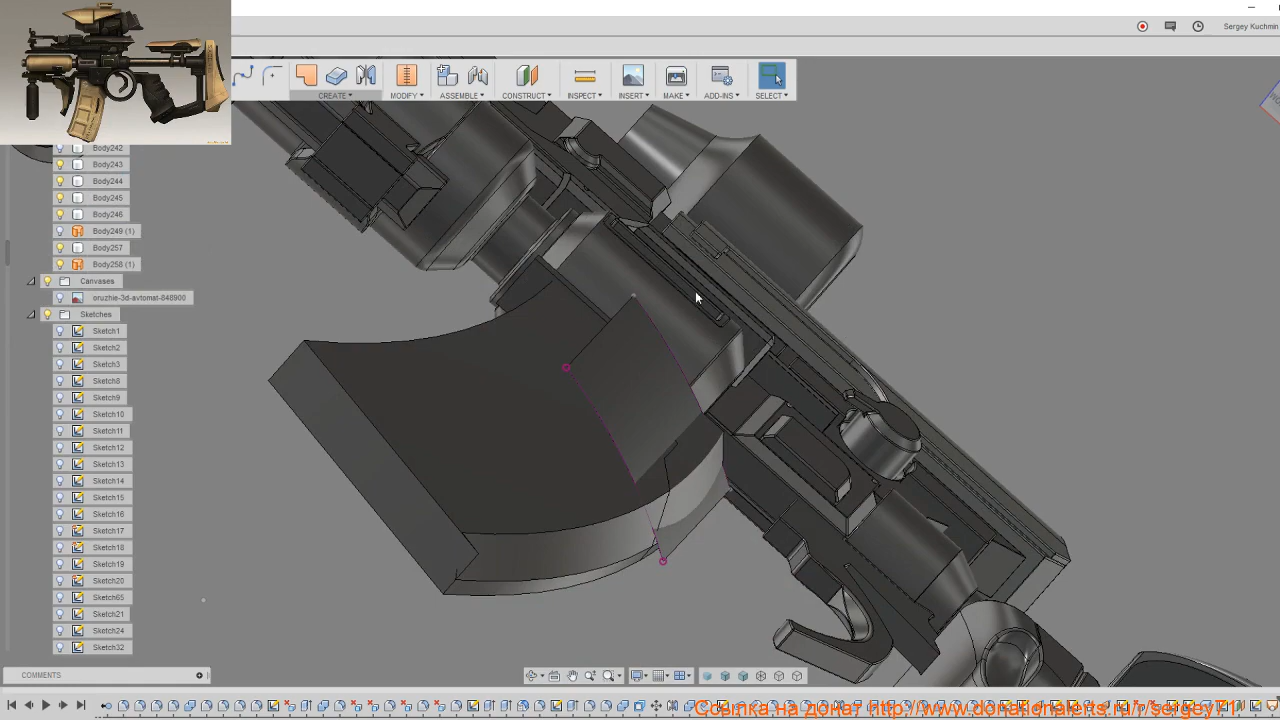 Sergey Kuchmin
CREATE
MODIFY
ASSEMBLE
CONSTRUCT
INSPECT
INSERT
MAKE
ADD-INS
SELECT
Body242
Body243
Body244
Body245
Body246
Body249 (1)
Body257
Body258 (1)
Canvases
oruzhie-3d-avtomat-848900
Sketches
Sketch1
Sketch2
Sketch3
Sketch8
Sketch9
Sketch10
Sketch11
Sketch12
Sketch13
Sketch14
Sketch15
Sketch16
Sketch17
Sketch18
Sketch19
Sketch20
Sketch65
Sketch21
Sketch24
Sketch32
COMMENTS
Ссылка на донат http://www.donationalerts.ru/r/sergey71